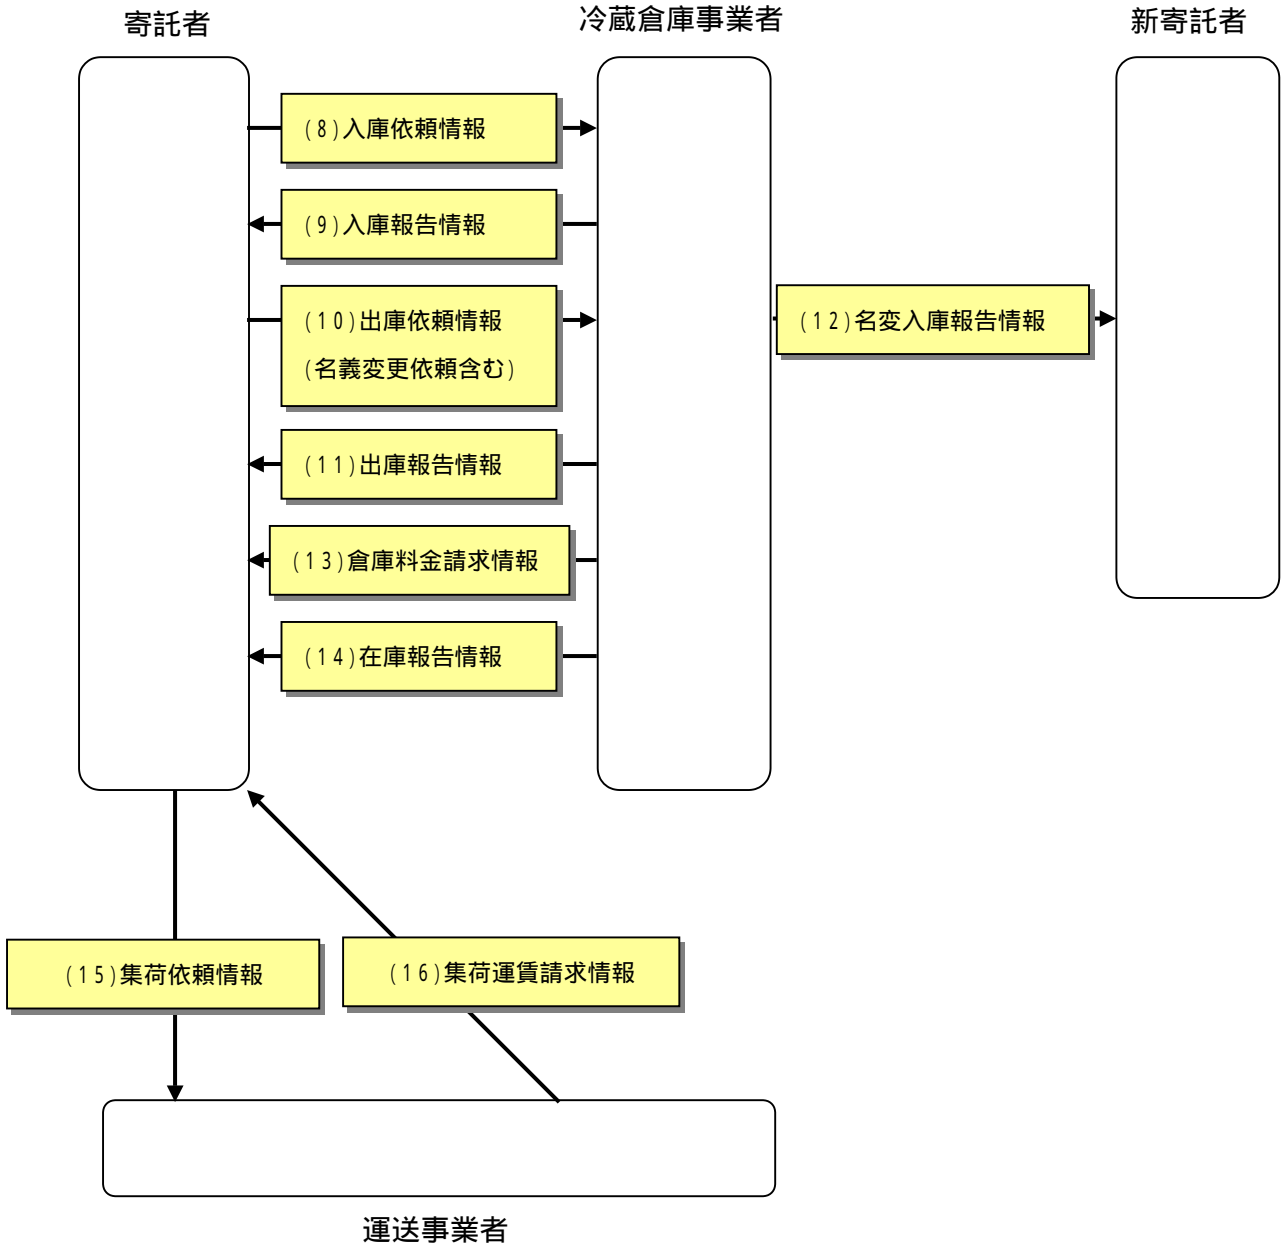 寄託者
冷蔵倉庫事業者
新寄託者
(8)入庫依頼情報
(9)入庫報告情報
(10)出庫依頼情報
(名義変更依頼含む)
(12)名変入庫報告情報
(11)出庫報告情報
(13)倉庫料金請求情報
(14)在庫報告情報
(15)集荷依頼情報
(16)集荷運賃請求情報
運送事業者